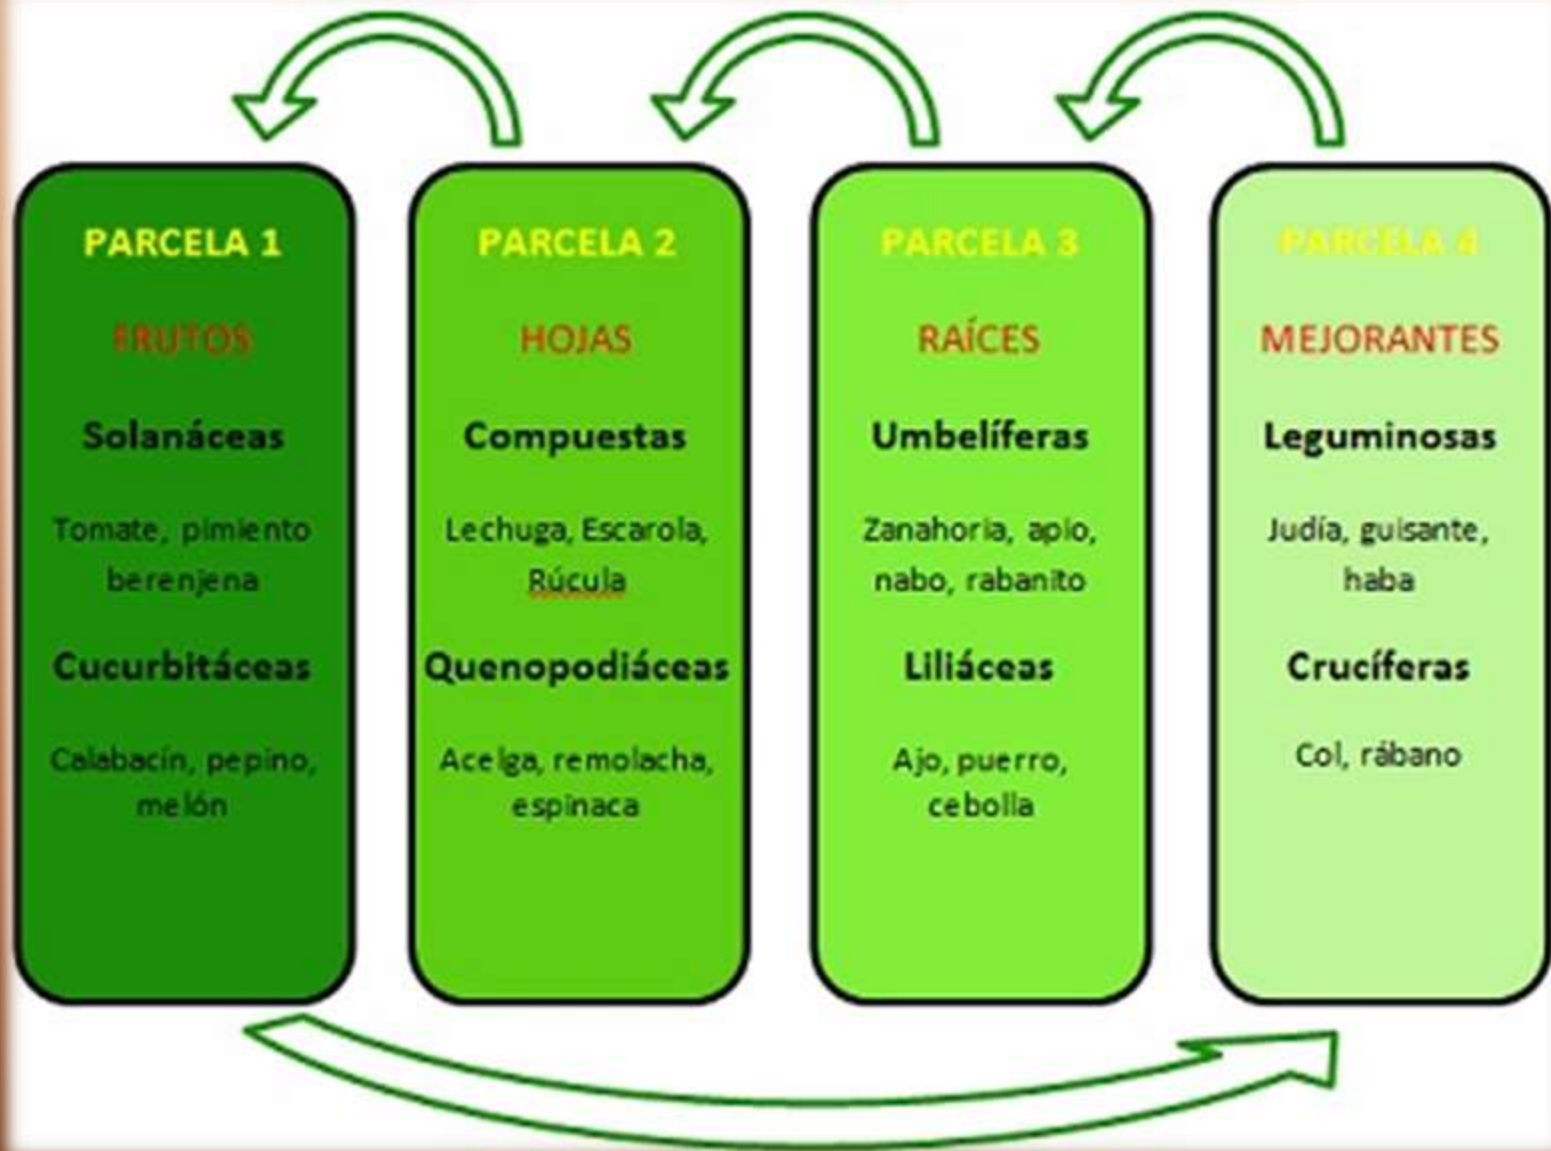 PARCELA 1
FRUTOS
Solanáceas
Tomate, pimiento
berenjena
Cucurbitáceas
Calabacín, pepino,
melón
PARCELA 2
HOJAS
Compuestas
Lechuga, Escarola,
Rúcula
Quenopodiáceas
Acelga, remolacha,
espinaca
PARCELA 3
RAÍCES
Umbelíferas
Zanahoria, apio,
nabo, rabanito
Liliáceas
Ajo, puerro,
cebolla
PARCELA 4
MEJORANTES
Leguminosas
Judía, guisante,
haba
Crucíferas
Col, rábano